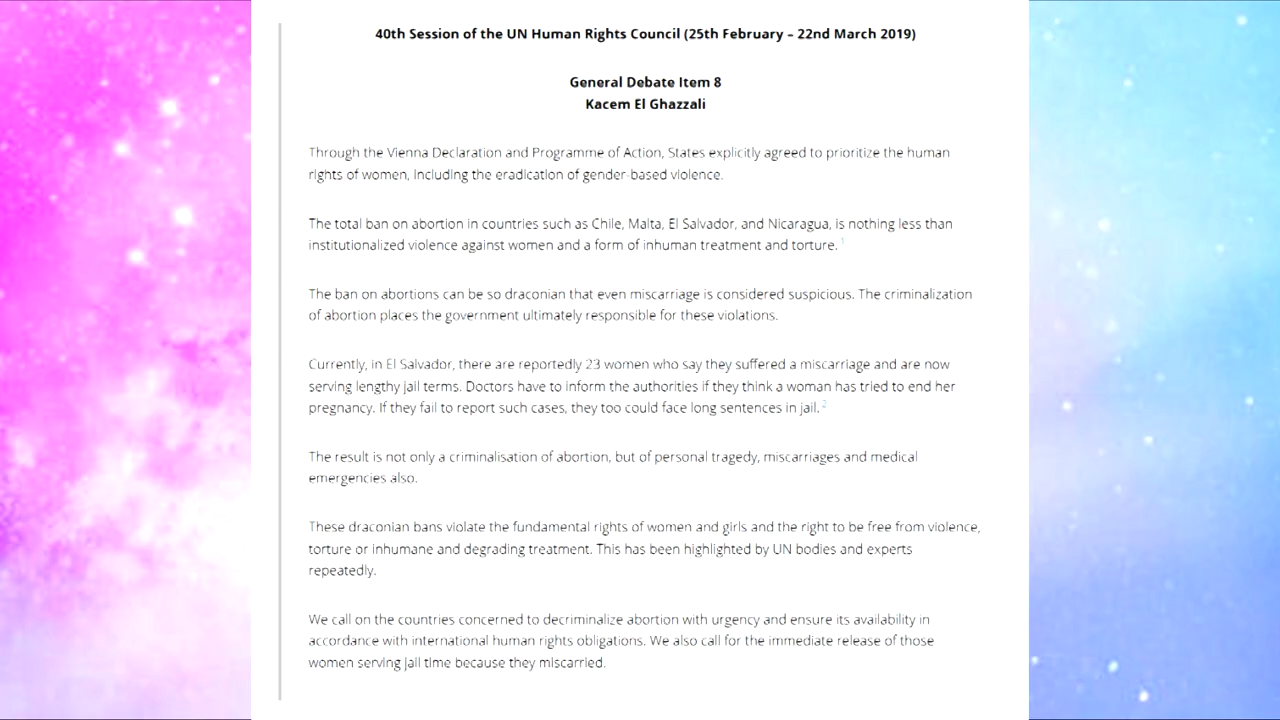 40th Session of the UN Human Rights Council (25th February – 22nd March 2019)
General Debate Item 8
Kacem El Ghazzali
Through the Vienna Declaration and Programme of Action, States explicitly agreed to prioritize the human
rights of women, including the eradication of gender-based violence.
The total ban on abortion in countries such as Chile, Malta, El Salvador, and Nicaragua, is nothing less than
institutionalized violence against women and a form of inhuman treatment and torture. 1
The ban on abortions can be so draconian that even miscarriage is considered suspicious. The criminalization
of abortion places the government ultimately responsible for these violations.
Currently, in El Salvador, there are reportedly 23 women who say they suffered a miscarriage and are now
serving lengthy jail terms. Doctors have to inform the authorities if they think a woman has tried to end her
pregnancy. If they fail to report such cases, they too could face long sentences in jail. 2
The result is not only a criminalisation of abortion, but of personal tragedy, miscarriages and medical
emergencies also.
These draconian bans violate the fundamental rights of women and girls and the right to be free from violence,
torture or inhumane and degrading treatment. This has been highlighted by UN bodies and experts
repeatedly.
We call on the countries concerned to decriminalize abortion with urgency and ensure its availability in
accordance with international human rights obligations. We also call for the immediate release of those
women serving jail time because they miscarried.